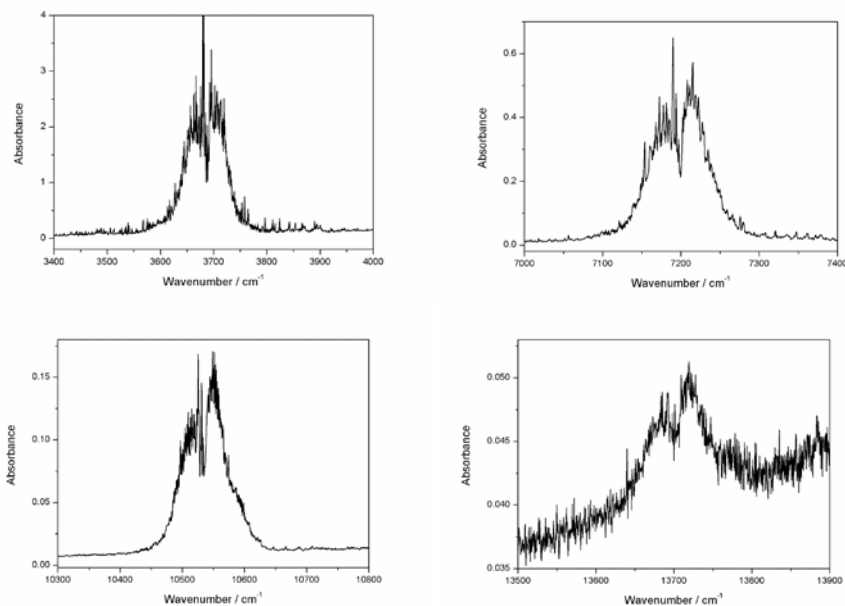 4
3
2
1
0
Absorbance
3400 3500 3600 3700 3800 3900 4000
Wavenumber / cm⁻¹
0.6
0.4
0.2
0.0
Absorbance
7000 7100 7200 7300 7400
Wavenumber / cm⁻¹
0.15
0.10
0.05
0.00
Absorbance
10300 10400 10500 10600 10700 10800
Wavenumber / cm⁻¹
0.050
0.045
0.040
0.035
Absorbance
13500 13600 13700 13800 13900
Wavenumber / cm⁻¹